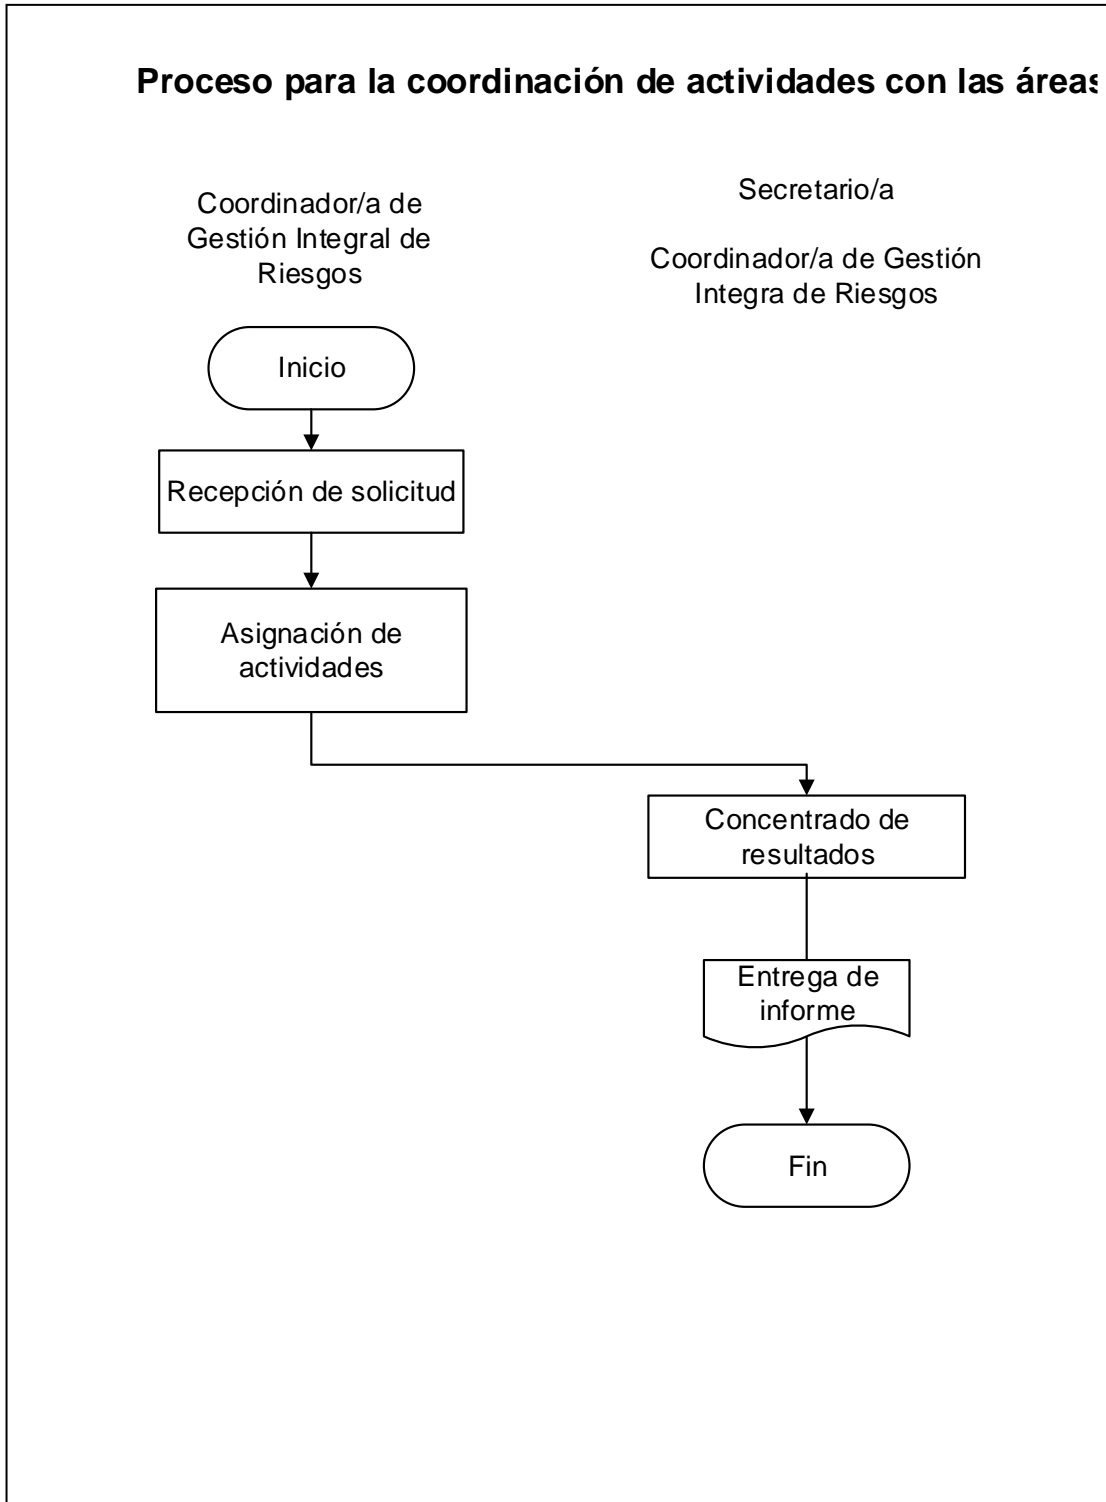 Proceso para la coordinación de actividades con las áreas
Coordinador/a de
Gestión Integral de
Riesgos
Secretario/a
Coordinador/a de Gestión
Integra de Riesgos
Inicio
Recepción de solicitud
Asignación de
actividades
Concentrado de
resultados
Entrega de
informe
Fin